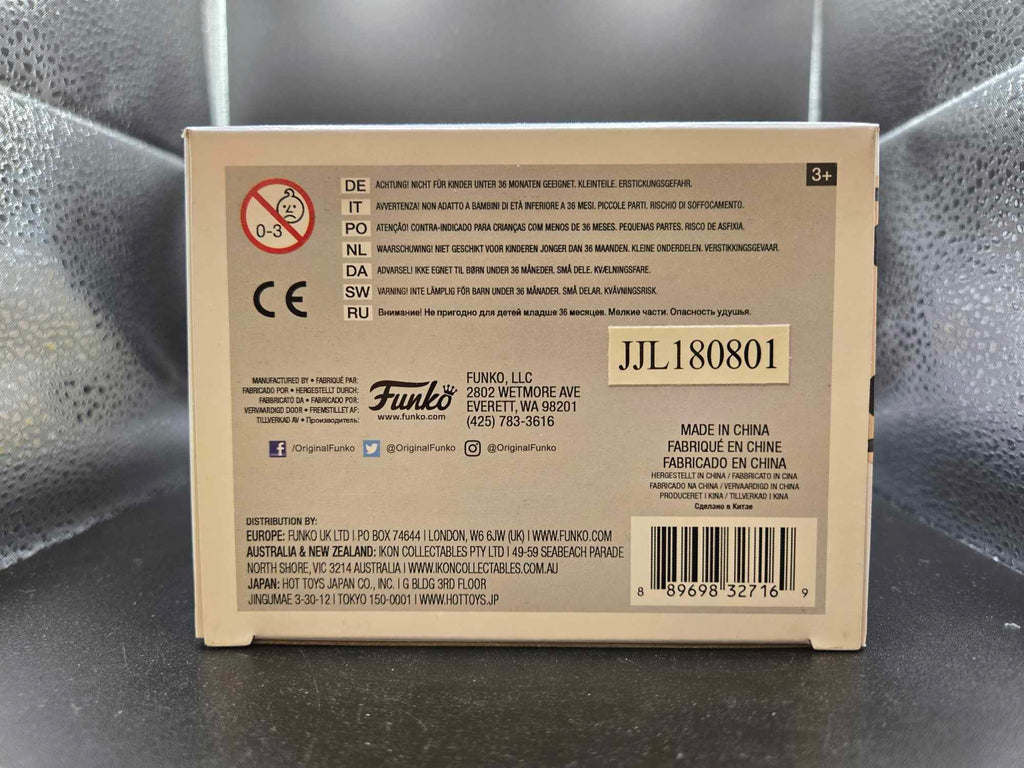 3+
0-3
DE ACHTUNG! NICHT FÜR KINDER UNTER 36 MONATEN GEEIGNET. KLEINTEILE. ERSTICKUNGSGEFAHR.
IT AVVERTENZA! NON ADATTO A BAMBINI DI ETÀ INFERIORE A 36 MESI. PICCOLE PARTI. RISCHIO DI SOFFOCAMENTO.
PO ATENÇÃO! CONTRA-INDICADO PARA CRIANÇAS COM MENOS DE 36 MESES. PEQUENAS PARTES. RISCO DE ASFIXIA.
NL WAARSCHUWING! NIET GESCHIKT VOOR KINDEREN JONGER DAN 36 MAANDEN. KLEINE ONDERDELEN. VERSTIKKINGSGEVAAR.
DA ADVARSEL! IKKE EGNET TIL BØRN UNDER 36 MÅNEDER. SMÅ DELE. KVÆLNINGSFARE.
SW VARNING! INTE LÄMPLIG FÖR BARN UNDER 36 MÅNADER. SMÅ DELAR. KVÄVNINGSRISK.
RU Внимание! Не пригодно для детей младше 36 месяцев. Мелкие части. Опасность удушья.
CE
JJL180801
MANUFACTURED BY • FABRIQUÉ PAR:
FABRICADO POR • HERGESTELLT DURCH:
FABBRICATO DA • FABRICADO POR:
VERVAARDIGD DOOR • FREMSTILLET AF:
TILLVERKAD AV • Производитель:
Funko
www.funko.com
FUNKO, LLC
2802 WETMORE AVE
EVERETT, WA 98201
(425) 783-3616
f /OriginalFunko @OriginalFunko @OriginalFunko
MADE IN CHINA
FABRIQUÉ EN CHINE
FABRICADO EN CHINA
HERGESTELLT IN CHINA / FABBRICATO IN CINA
FABRICADO NA CHINA / VERVAARDIGD IN CHINA
PRODUCERET I KINA / TILLVERKAD I KINA
Сделано в Китае
DISTRIBUTION BY:
EUROPE: FUNKO UK LTD | PO BOX 74644 | LONDON, W6 6JW (UK) | WWW.FUNKO.COM
AUSTRALIA & NEW ZEALAND: IKON COLLECTABLES PTY LTD | 49-59 SEABEACH PARADE
NORTH SHORE, VIC 3214 AUSTRALIA | WWW.IKONCOLLECTABLES.COM.AU
JAPAN: HOT TOYS JAPAN CO., INC. | G BLDG 3RD FLOOR
JINGUMAE 3-30-12 | TOKYO 150-0001 | WWW.HOTTOYS.JP
8 89698 32716 9